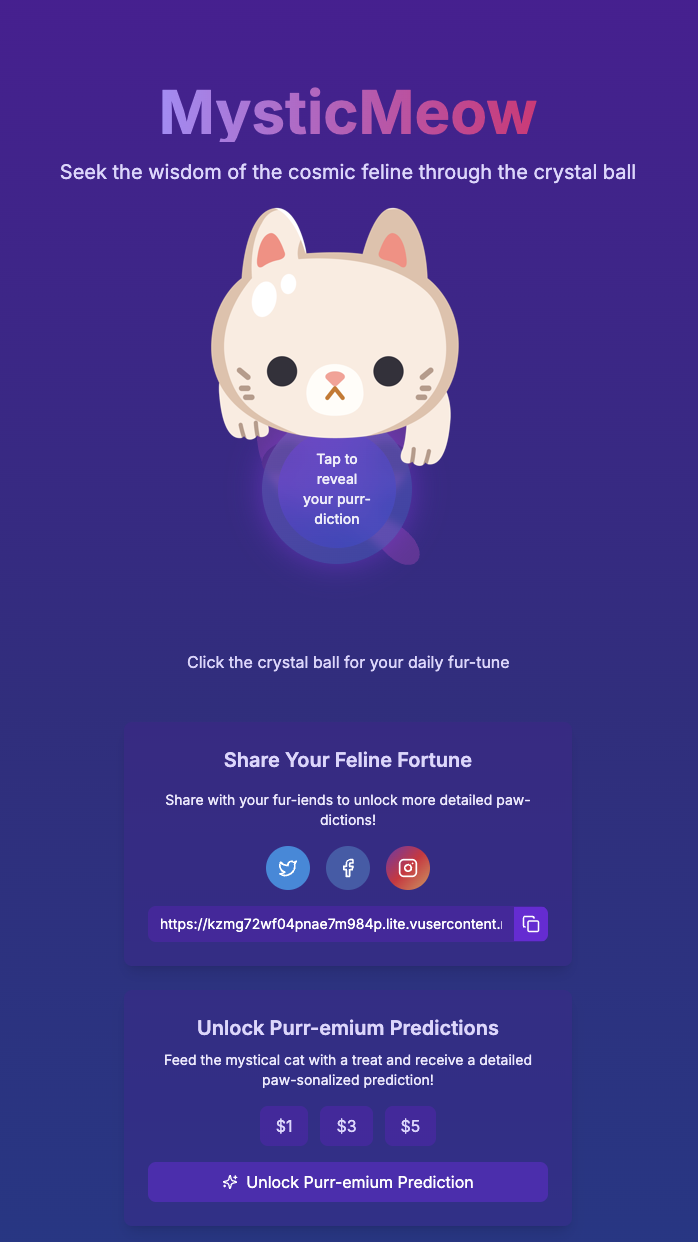 MysticMeow
Seek the wisdom of the cosmic feline through the crystal ball
Tap to
reveal
your purr-
diction
Click the crystal ball for your daily fur-tune
Share Your Feline Fortune
Share with your fur-iends to unlock more detailed paw-
dictions!
https://kzmg72wf04pnae7m984p.lite.vusercontent.
Unlock Purr-emium Predictions
Feed the mystical cat with a treat and receive a detailed
paw-sonalized prediction!
$1 $3 $5
Unlock Purr-emium Prediction